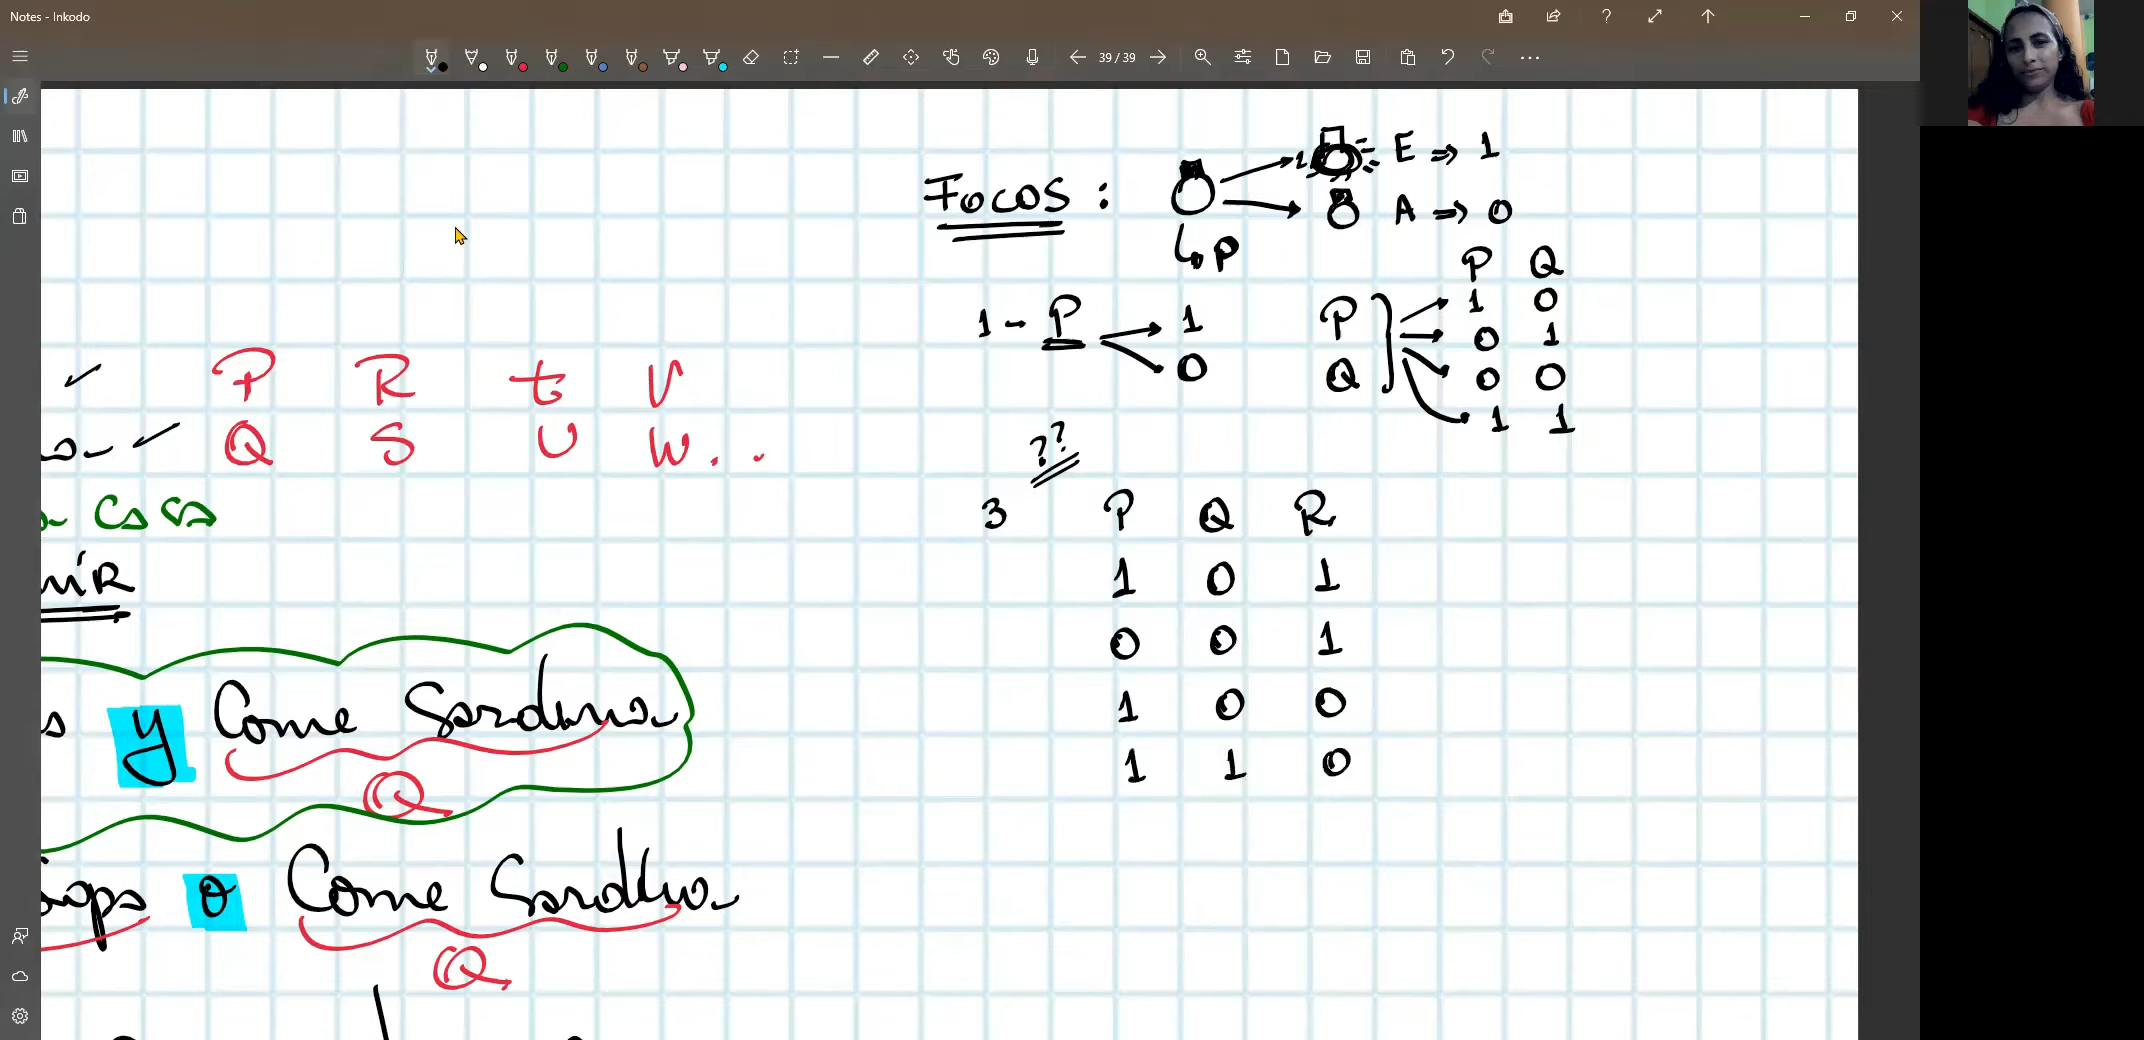 Notes - Inkodo
39 / 39
Focos :
E ⇒ 1
A ⇒ 0
↳ P
1 - P
1
0
P
Q
P Q
1 0
0 1
0 0
1 1
P R t V
Q S U W . .
??
3 P Q R
1 0 1
0 0 1
1 0 0
1 1 0
y Come Sardina
Q
o Come Sardina
Q